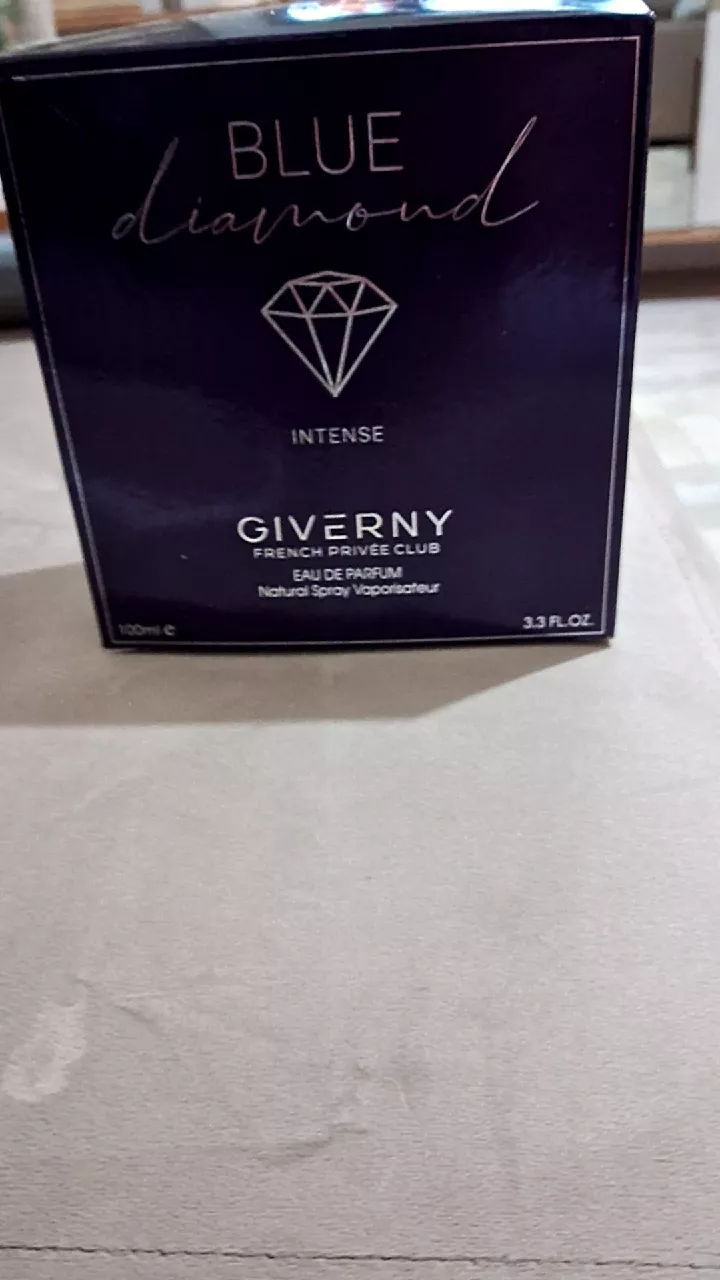 BLUE
diamond
INTENSE
GIVERNY
FRENCH PRIVÉE CLUB
EAU DE PARFUM
Natural Spray Vaporisateur
100ml e 3.3 FL.OZ.